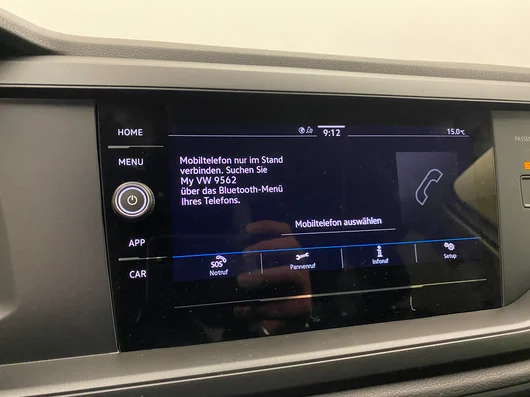 HOME
9:12
15.0°C
MENU
Mobiltelefon nur im Stand
verbinden. Suchen Sie
My VW 9562
über das Bluetooth-Menü
Ihres Telefons.
Mobiltelefon auswählen
APP
CAR
SOS
Notruf
Pannenruf
Inforuf
Setup